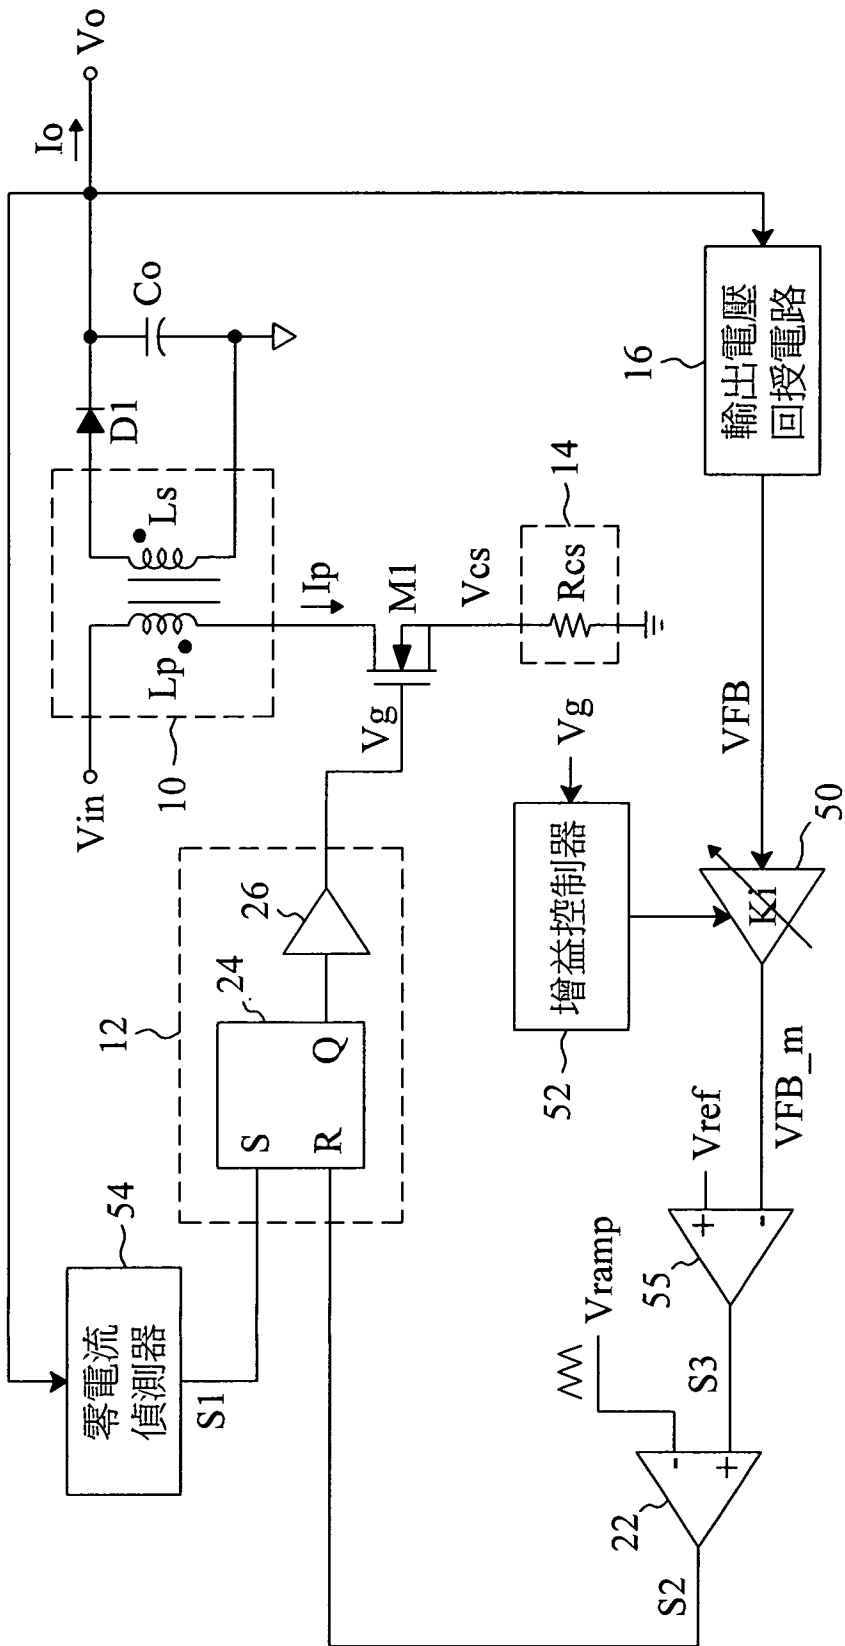 Vin
Vo
Io
10
Lp
Ls
D1
Co
Ip
12
24
S
R
Q
26
Vg
M1
Vcs
14
Rcs
54
零電流
偵測器
S1
52
增益控制器
Vg
16
輸出電壓
回授電路
VFB
50
Ki
VFB_m
Vref
+
-
55
S3
Vramp
-
+
22
S2